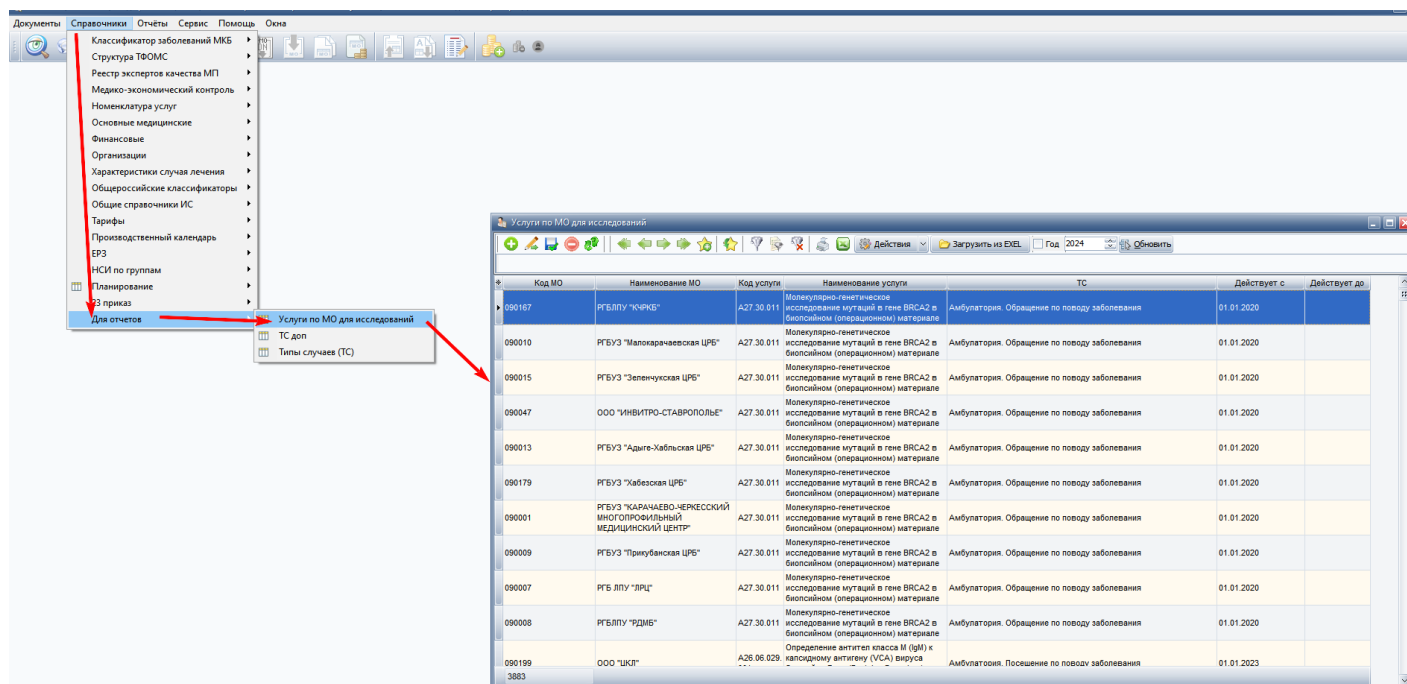 Документы Справочники Отчёты Сервис Помощь Окна
Классификатор заболеваний МКБ
Структура ТФОМС
Реестр экспертов качества МП
Медико-экономический контроль
Номенклатура услуг
Основные медицинские
Финансовые
Организации
Характеристики случая лечения
Общероссийские классификаторы
Общие справочники ИС
Тарифы
Производственный календарь
ЕРЗ
НСИ по группам
Планирование
приказ
Для отчетов
Услуги по МО для исследований
ТС доп
Типы случаев (ТС)
Услуги по МО для исследований
Действия Загрузить из EXEL Год 2024 Обновить
Код МО Наименование МО Код услуги Наименование услуги ТС Действует с Действует до
Молекулярно-генетическое
090167 РГБЛПУ "КЧРКБ" A27.30.011 исследование мутаций в гене BRCA2 в Амбулатория. Обращение по поводу заболевания 01.01.2020
биопсийном (операционном) материале
Молекулярно-генетическое
090010 РГБУЗ "Малокарачаевская ЦРБ" A27.30.011 исследование мутаций в гене BRCA2 в Амбулатория. Обращение по поводу заболевания 01.01.2020
биопсийном (операционном) материале
Молекулярно-генетическое
090015 РГБУЗ "Зеленчукская ЦРБ" A27.30.011 исследование мутаций в гене BRCA2 в Амбулатория. Обращение по поводу заболевания 01.01.2020
биопсийном (операционном) материале
Молекулярно-генетическое
090047 ООО "ИНВИТРО-СТАВРОПОЛЬЕ" A27.30.011 исследование мутаций в гене BRCA2 в Амбулатория. Обращение по поводу заболевания 01.01.2020
биопсийном (операционном) материале
Молекулярно-генетическое
090013 РГБУЗ "Адыге-Хабльская ЦРБ" A27.30.011 исследование мутаций в гене BRCA2 в Амбулатория. Обращение по поводу заболевания 01.01.2020
биопсийном (операционном) материале
Молекулярно-генетическое
090179 РГБУЗ "Хабезская ЦРБ" A27.30.011 исследование мутаций в гене BRCA2 в Амбулатория. Обращение по поводу заболевания 01.01.2020
биопсийном (операционном) материале
РГБУЗ "КАРАЧАЕВО-ЧЕРКЕССКИЙ Молекулярно-генетическое
090001 МНОГОПРОФИЛЬНЫЙ A27.30.011 исследование мутаций в гене BRCA2 в Амбулатория. Обращение по поводу заболевания 01.01.2020
МЕДИЦИНСКИЙ ЦЕНТР" биопсийном (операционном) материале
Молекулярно-генетическое
090009 РГБУЗ "Прикубанская ЦРБ" A27.30.011 исследование мутаций в гене BRCA2 в Амбулатория. Обращение по поводу заболевания 01.01.2020
биопсийном (операционном) материале
Молекулярно-генетическое
090007 РГБ ЛПУ "ЛРЦ" A27.30.011 исследование мутаций в гене BRCA2 в Амбулатория. Обращение по поводу заболевания 01.01.2020
биопсийном (операционном) материале
Молекулярно-генетическое
090008 РГБЛПУ "РДМБ" A27.30.011 исследование мутаций в гене BRCA2 в Амбулатория. Обращение по поводу заболевания 01.01.2020
биопсийном (операционном) материале
Определение антител класса M (IgM) к
A26.06.029. капсидному антигену (VCA) вируса
090199 ООО "ЦКЛ" Амбулатория. Посещение по поводу заболевания 01.01.2023
3883